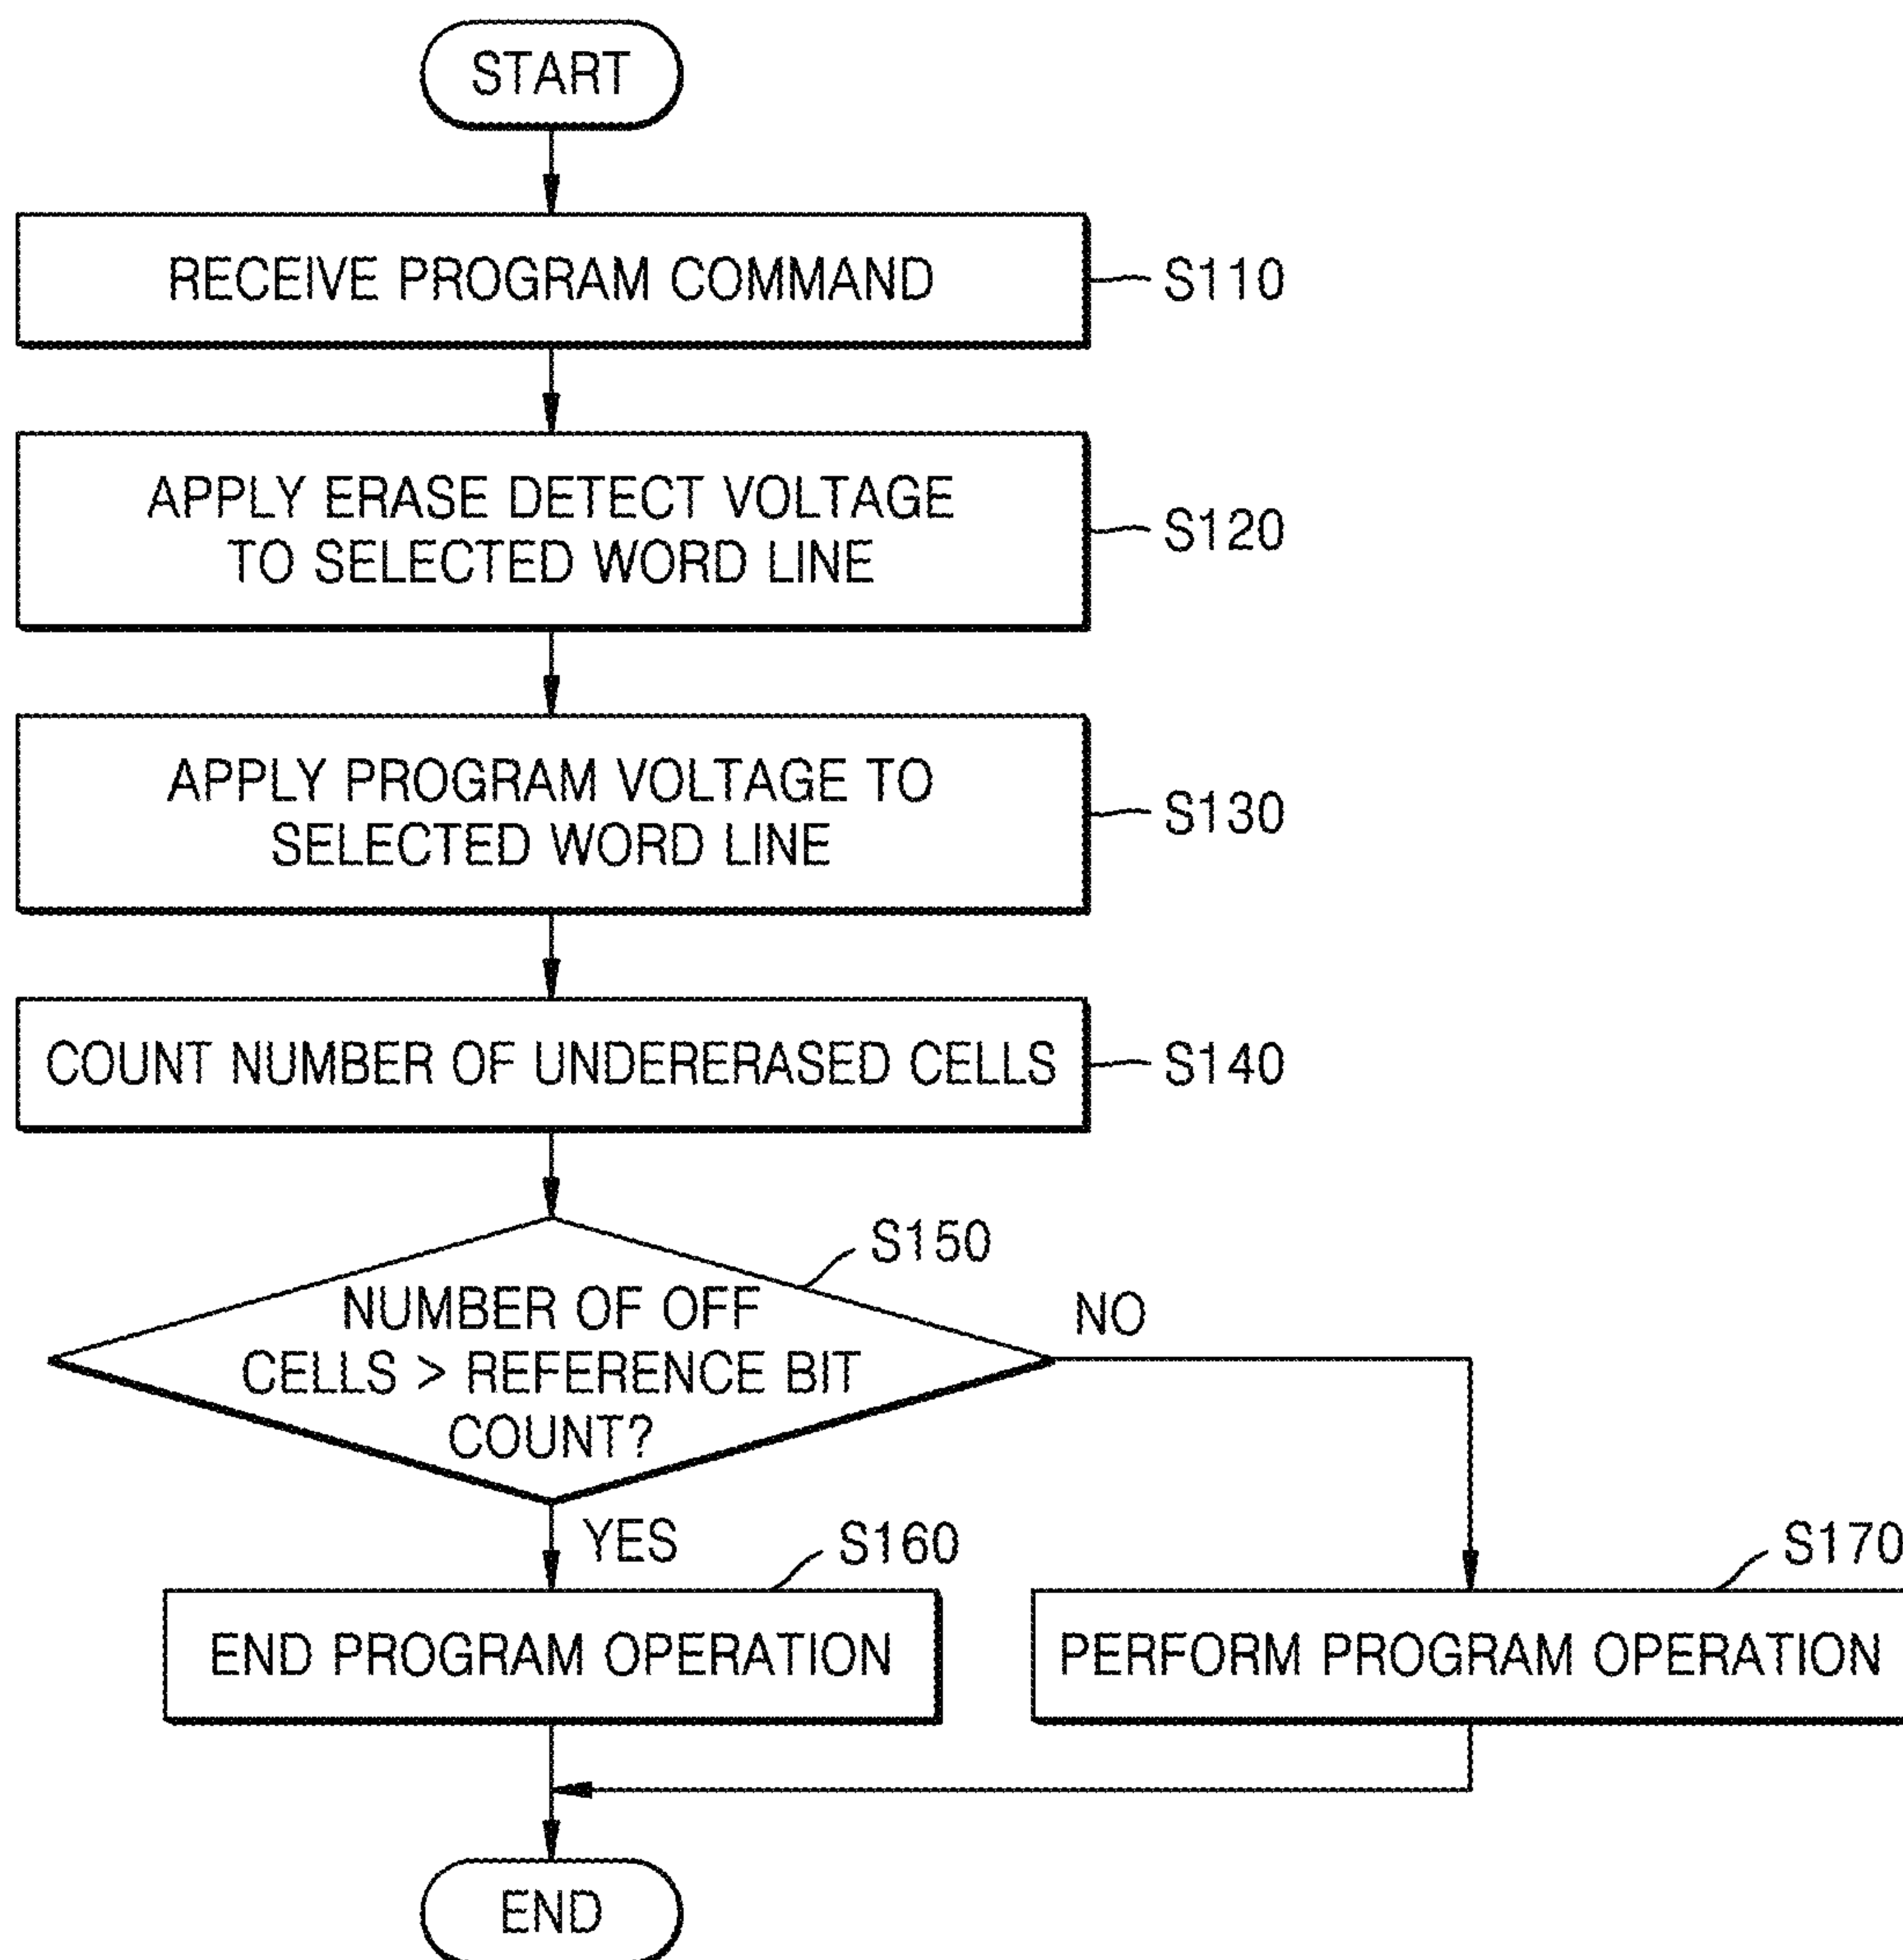 START
RECEIVE PROGRAM COMMAND
S110
APPLY ERASE DETECT VOLTAGE
TO SELECTED WORD LINE
S120
APPLY PROGRAM VOLTAGE TO
SELECTED WORD LINE
S130
COUNT NUMBER OF UNDERERASED CELLS
S140
S150
NUMBER OF OFF
CELLS > REFERENCE BIT
COUNT?
NO
YES
S160
S170
END PROGRAM OPERATION
PERFORM PROGRAM OPERATION
END